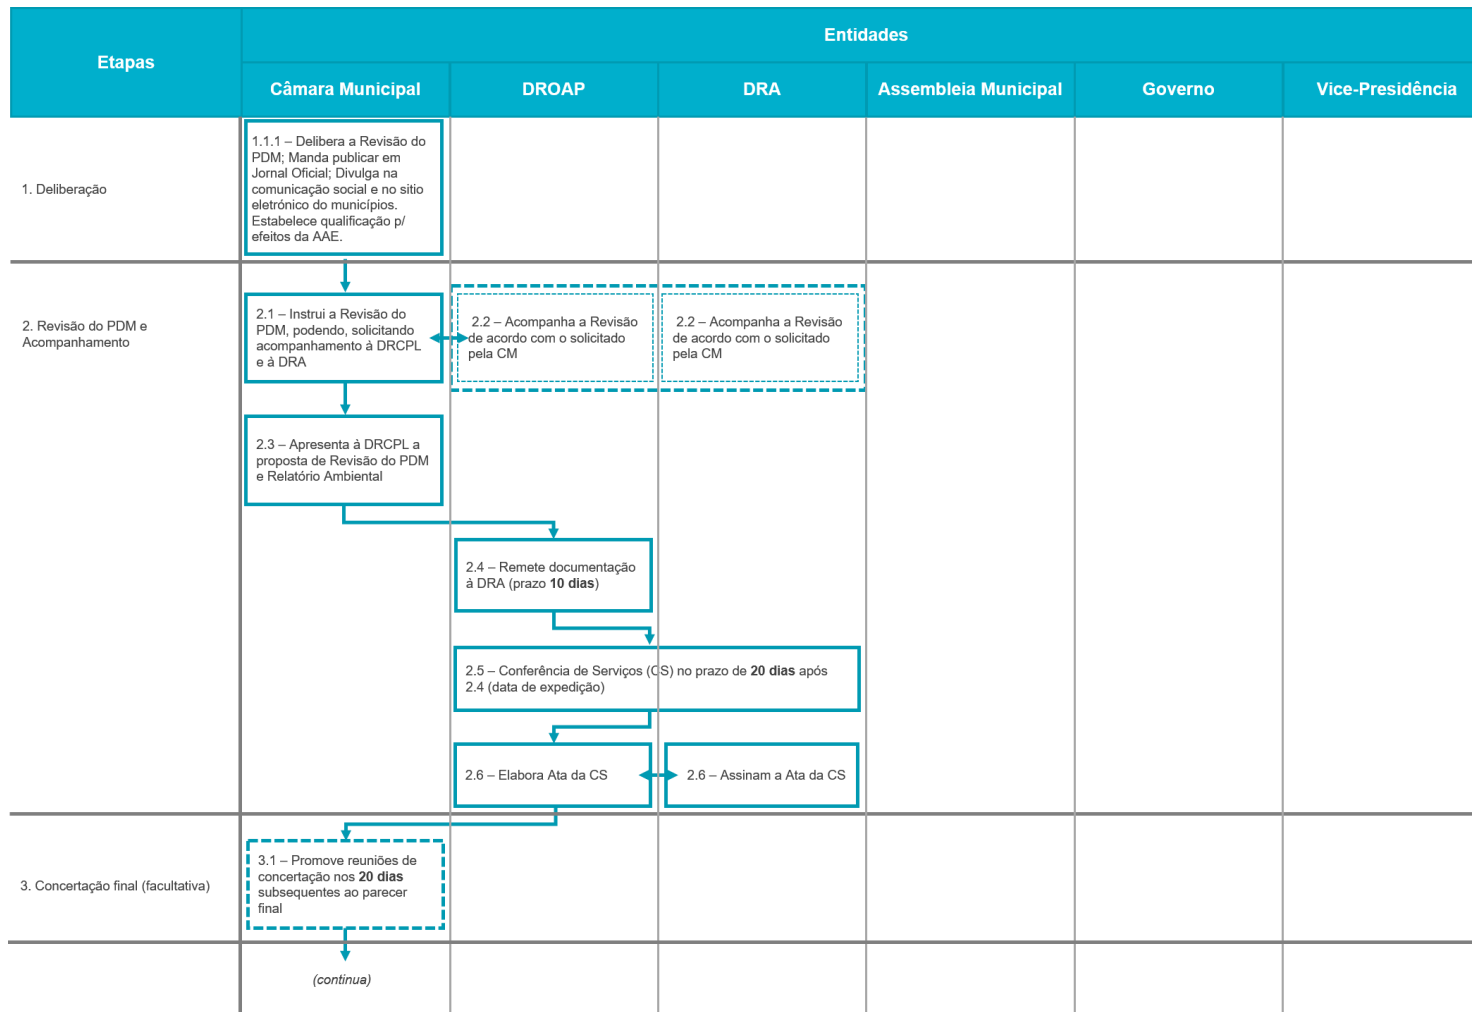 Etapas
Entidades
Câmara Municipal
DROAP
DRA
Assembleia Municipal
Governo
Vice-Presidência
1. Deliberação
1.1.1 – Delibera a Revisão do
PDM; Manda publicar em
Jornal Oficial; Divulga na
comunicação social e no sitio
eletrónico do municípios.
Estabelece qualificação p/
efeitos da AAE.
2. Revisão do PDM e
Acompanhamento
2.1 – Instrui a Revisão do
PDM, podendo, solicitando
acompanhamento à DRCPL
e à DRA
2.2 – Acompanha a Revisão
de acordo com o solicitado
pela CM
2.2 – Acompanha a Revisão
de acordo com o solicitado
pela CM
2.3 – Apresenta à DRCPL a
proposta de Revisão do PDM
e Relatório Ambiental
2.4 – Remete documentação
à DRA (prazo 10 dias)
2.5 – Conferência de Serviços (CS) no prazo de 20 dias após
2.4 (data de expedição)
2.6 – Elabora Ata da CS
2.6 – Assinam a Ata da CS
3. Concertação final (facultativa)
3.1 – Promove reuniões de
concertação nos 20 dias
subsequentes ao parecer
final
(continua)